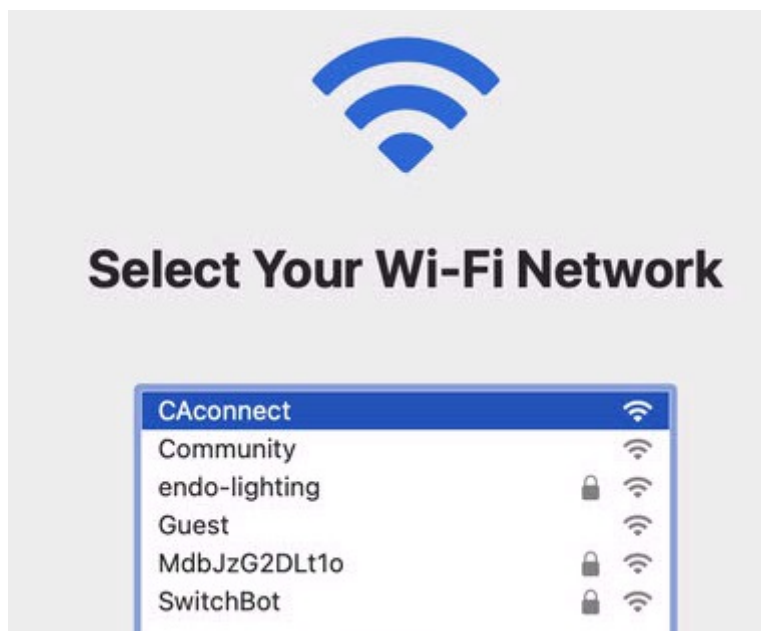 Select Your Wi-Fi Network
CAconnect
Community
endo-lighting
Guest
MdbJzG2DLt1o
SwitchBot